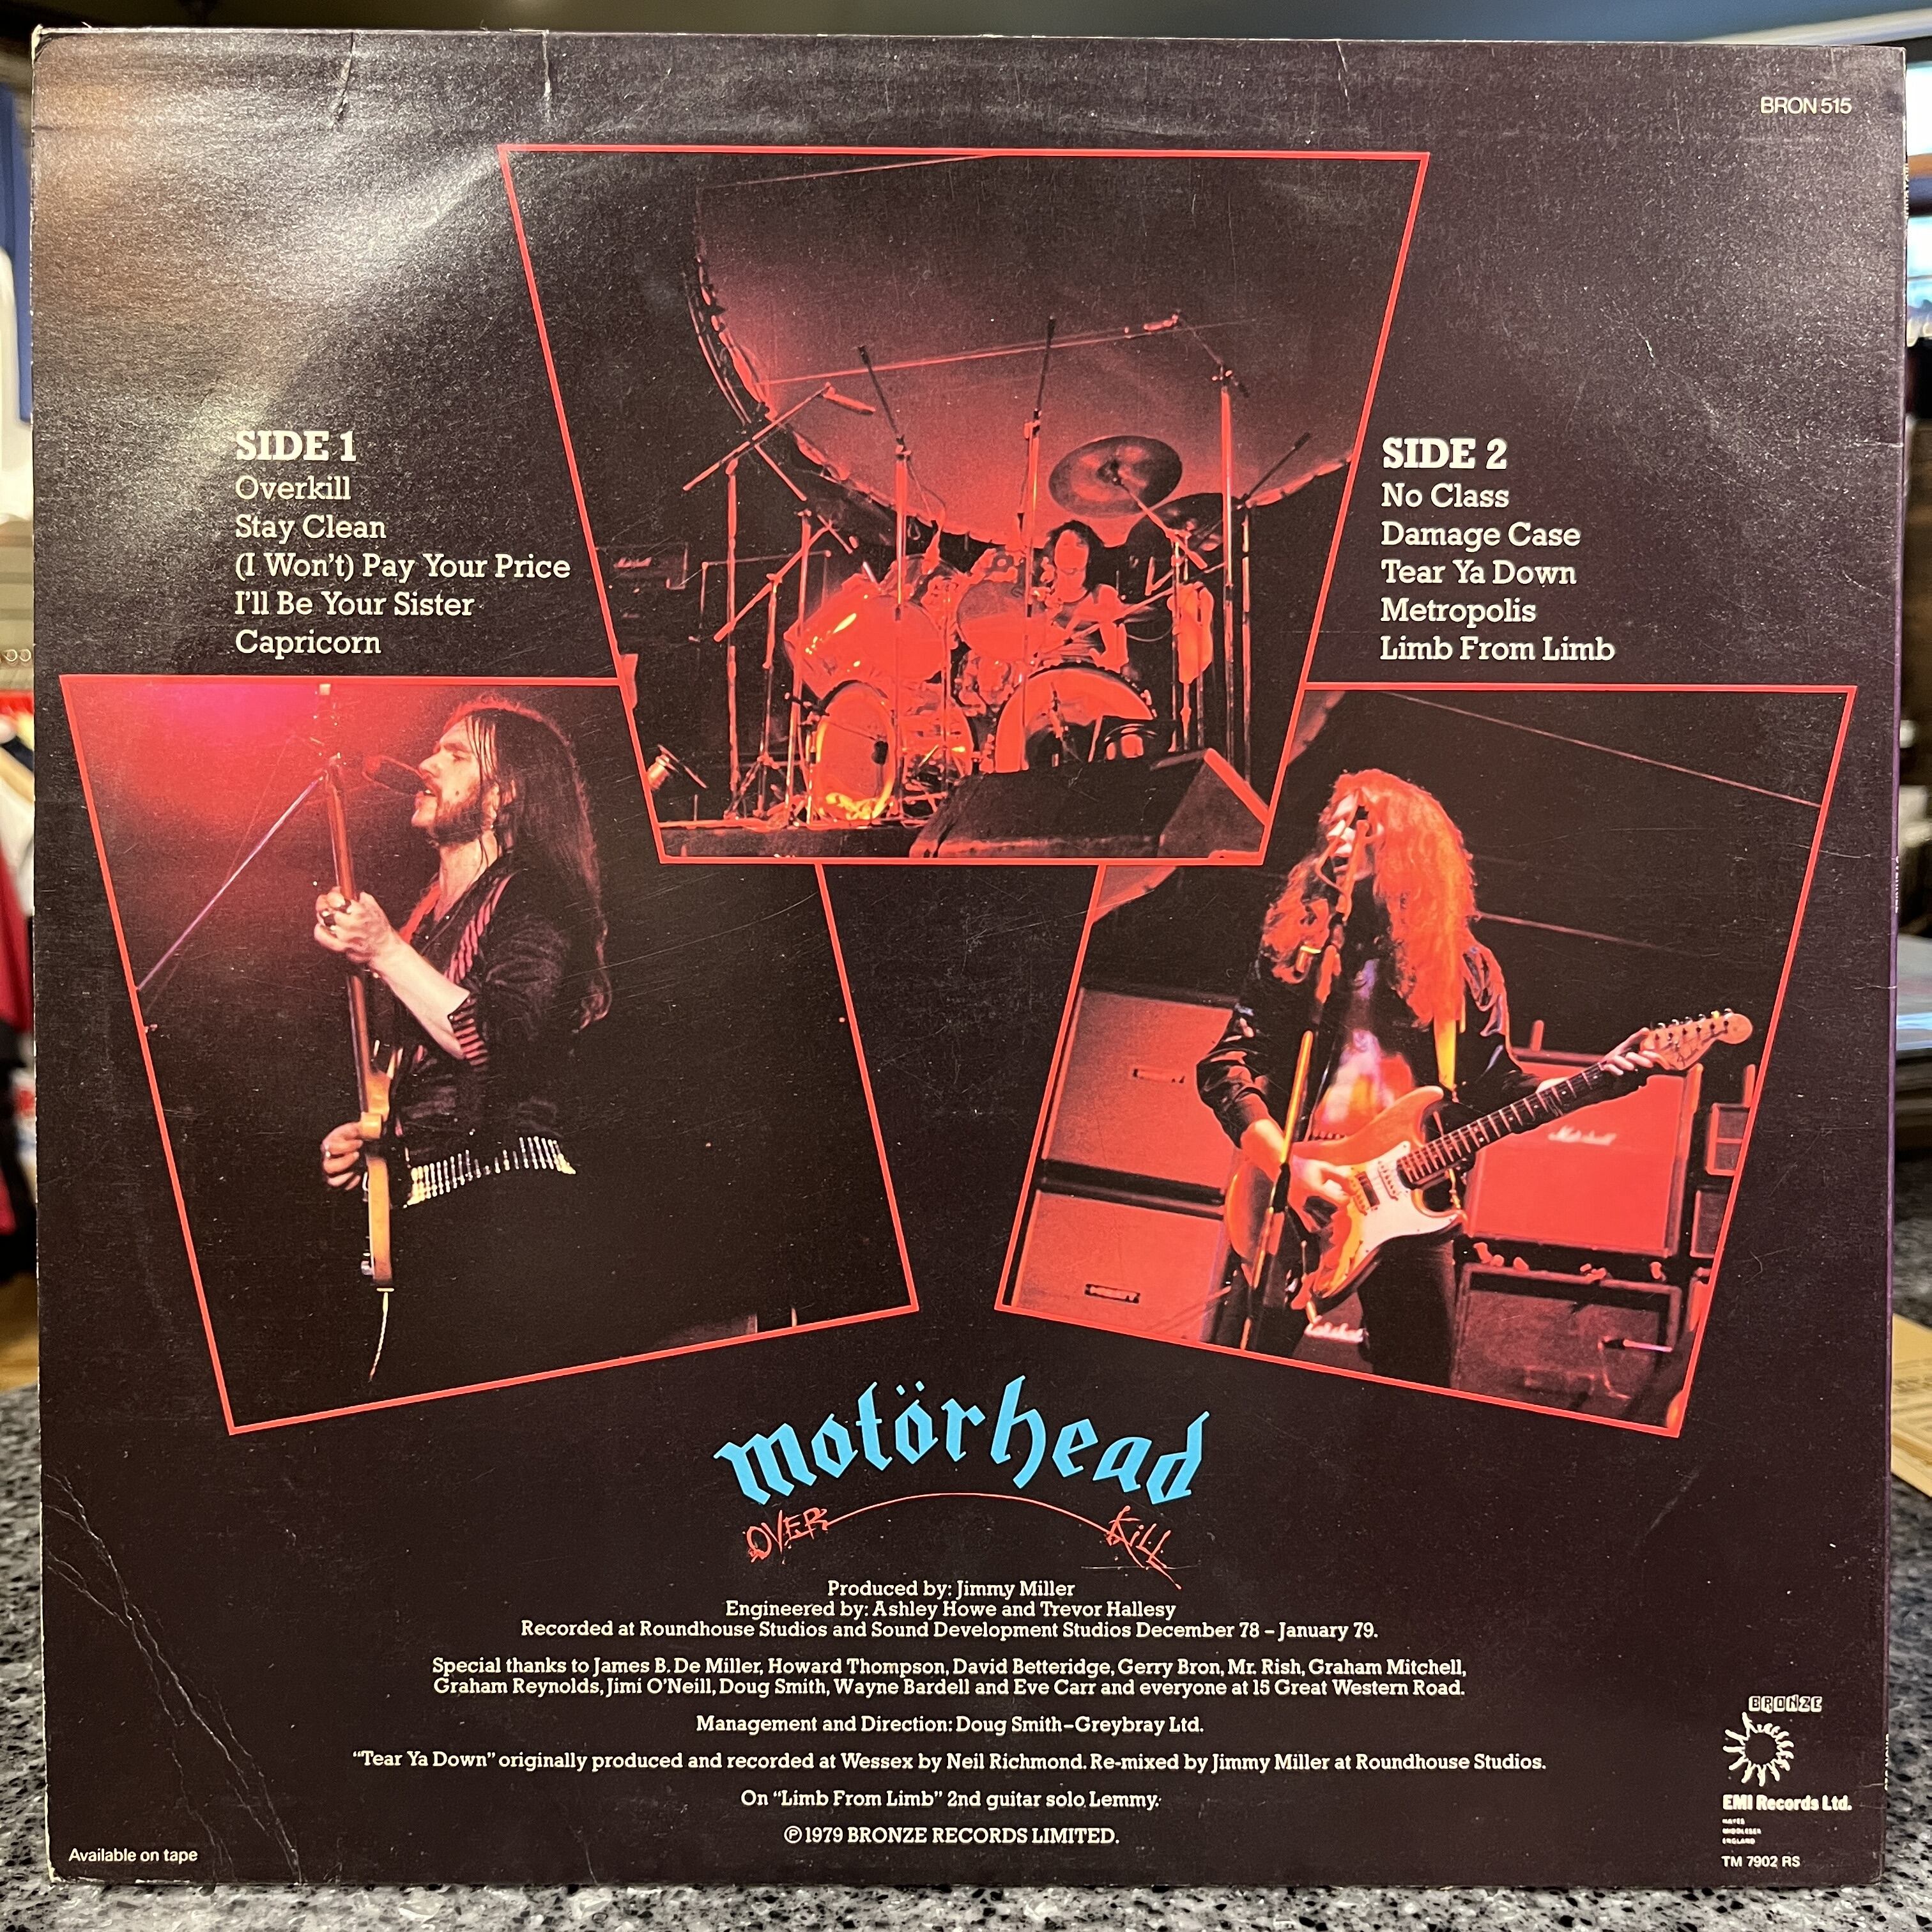 BRON 515
SIDE 1
Overkill
Stay Clean
(I Won't) Pay Your Price
I'll Be Your Sister
Capricorn
SIDE 2
No Class
Damage Case
Tear Ya Down
Metropolis
Limb From Limb
Marshall
motörhead
OVER KiLL
Produced by: Jimmy Miller
Engineered by: Ashley Howe and Trevor Hallesy
Recorded at Roundhouse Studios and Sound Development Studios December 78 – January 79.
Special thanks to James B. De Miller, Howard Thompson, David Betteridge, Gerry Bron, Mr. Rish, Graham Mitchell,
Graham Reynolds, Jimi O'Neill, Doug Smith, Wayne Bardell and Eve Carr and everyone at 15 Great Western Road.
Management and Direction: Doug Smith–Greybray Ltd.
“Tear Ya Down” originally produced and recorded at Wessex by Neil Richmond. Re-mixed by Jimmy Miller at Roundhouse Studios.
On “Limb From Limb” 2nd guitar solo Lemmy.
℗ 1979 BRONZE RECORDS LIMITED.
Available on tape
BRONZE
EMI Records Ltd.
HAYES
MIDDLESEX
ENGLAND
TM 7902 RS